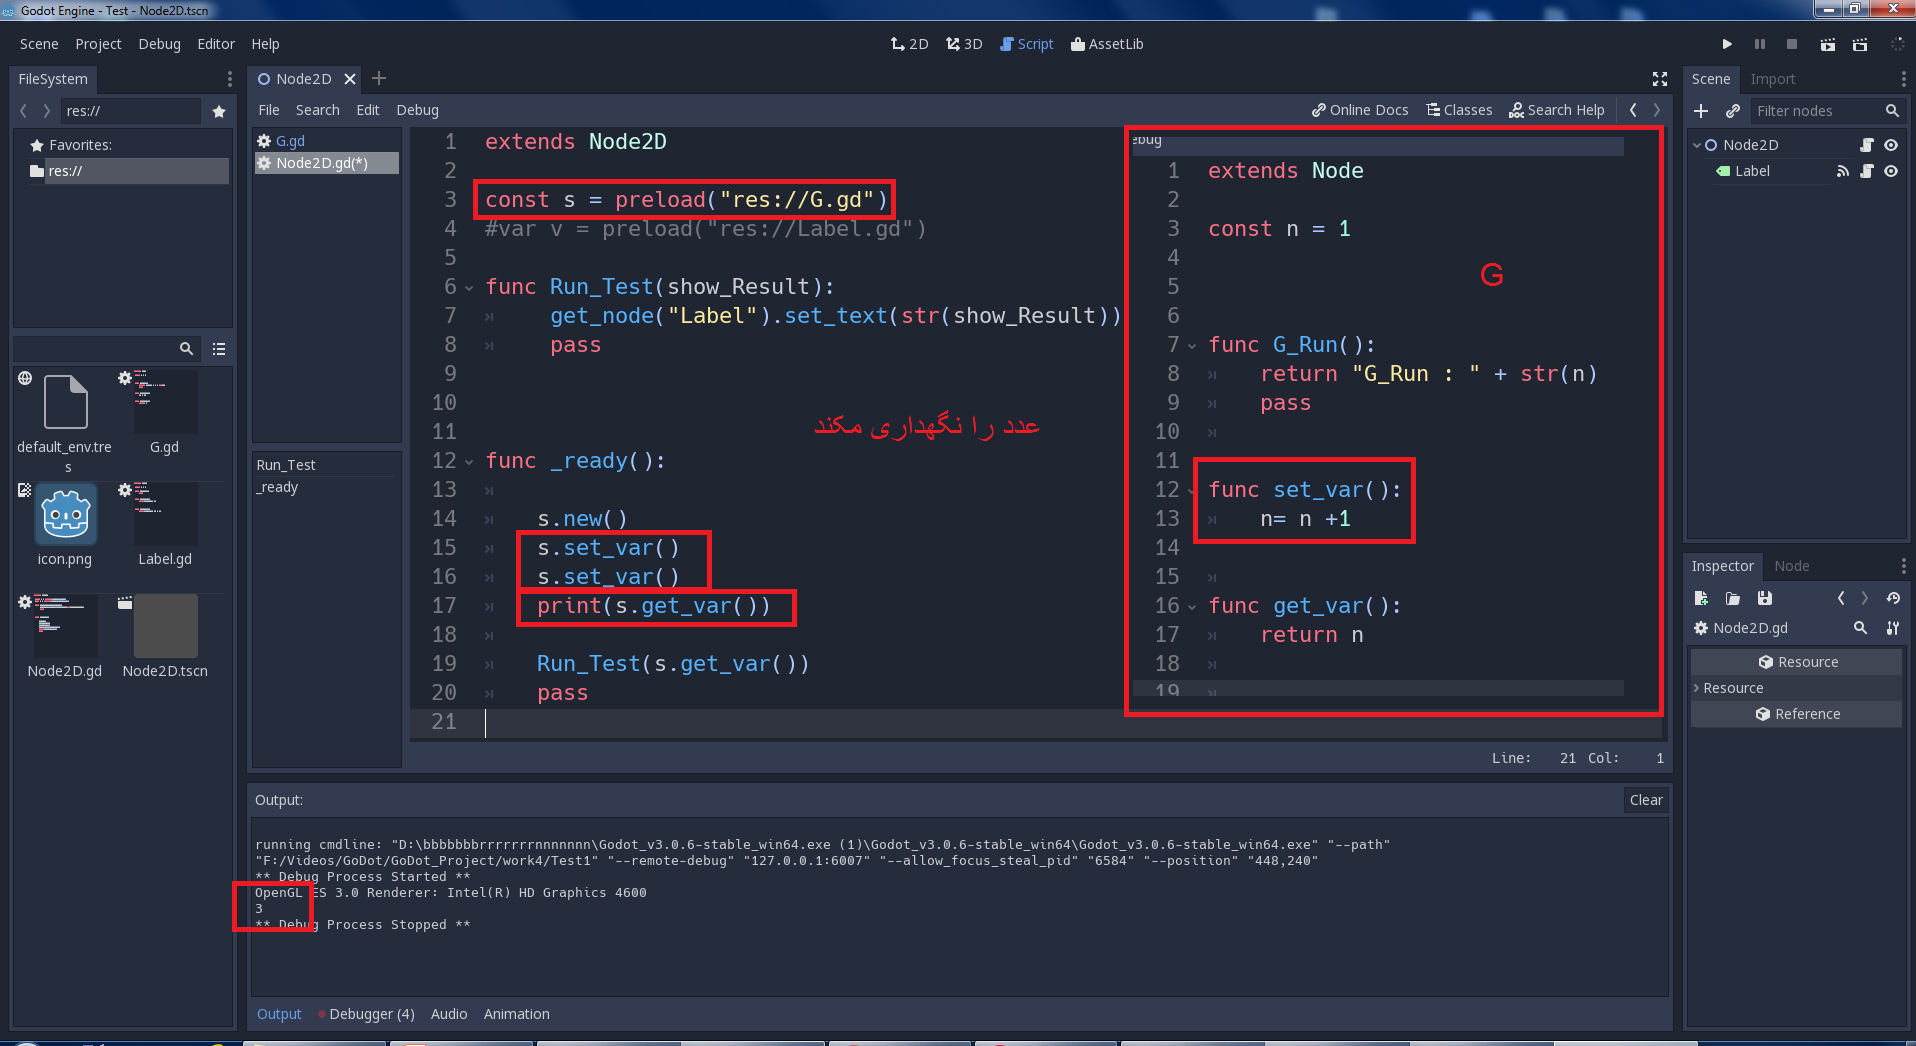 Godot Engine - Test - Node2D.tscn
Scene Project Debug Editor Help
2D 3D Script AssetLib
FileSystem
res://
Favorites:
res://
default_env.tres
G.gd
icon.png
Label.gd
Node2D.gd
Node2D.tscn
Node2D
File Search Edit Debug
Online Docs Classes Search Help
G.gd
Node2D.gd(*)
Run_Test
_ready
1 extends Node2D
2
3 const s = preload("res://G.gd")
4 #var v = preload("res://Label.gd")
5
6 func Run_Test(show_Result):
7 get_node("Label").set_text(str(show_Result))
8 pass
9
10
11
عدد را نگهداری مکند
12 func _ready():
13
14 s.new()
15 s.set_var()
16 s.set_var()
17 print(s.get_var())
18
19 Run_Test(s.get_var())
20 pass
21
ebug
1 extends Node
2
3 const n = 1
4
G
5
6
7 func G_Run():
8 return "G_Run : " + str(n)
9 pass
10
11
12 func set_var():
13 n= n +1
14
15
16 func get_var():
17 return n
18
19
Line: 21 Col: 1
Output:
Clear
running cmdline: "D:\bbbbbbbrrrrrrrnnnnnnn\Godot_v3.0.6-stable_win64.exe (1)\Godot_v3.0.6-stable_win64\Godot_v3.0.6-stable_win64.exe" "--path"
"F:/Videos/GoDot/GoDot_Project/work4/Test1" "--remote-debug" "127.0.0.1:6007" "--allow_focus_steal_pid" "6584" "--position" "448,240"
** Debug Process Started **
OpenGL ES 3.0 Renderer: Intel(R) HD Graphics 4600
3
** Debug Process Stopped **
Output Debugger (4) Audio Animation
Scene Import
Filter nodes
Node2D
Label
Inspector Node
Node2D.gd
Resource
Resource
Reference